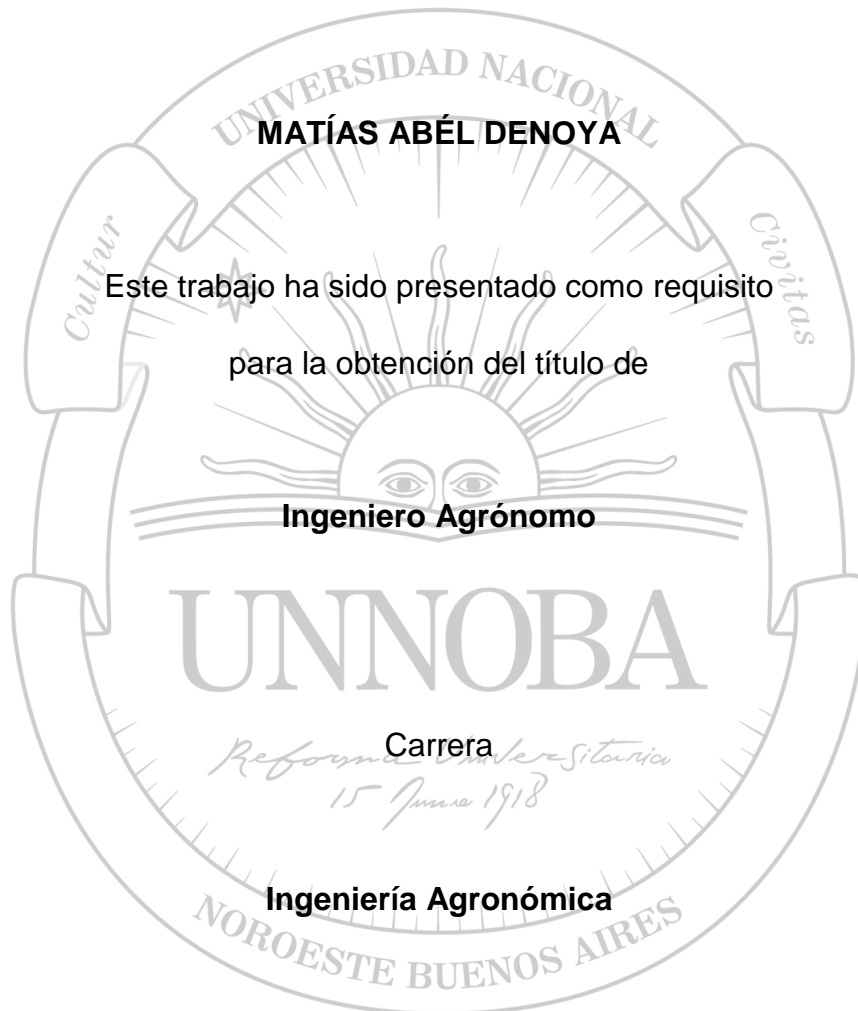 UNIVERSIDAD NACIONAL
MATÍAS ABÉL DENOYA
Cultur
Civitas
Este trabajo ha sido presentado como requisito
para la obtención del título de
Ingeniero Agrónomo
UNNOBA
Carrera
Reforma Universitaria
15 Junio 1918
Ingeniería Agronómica
NOROESTE BUENOS AIRES